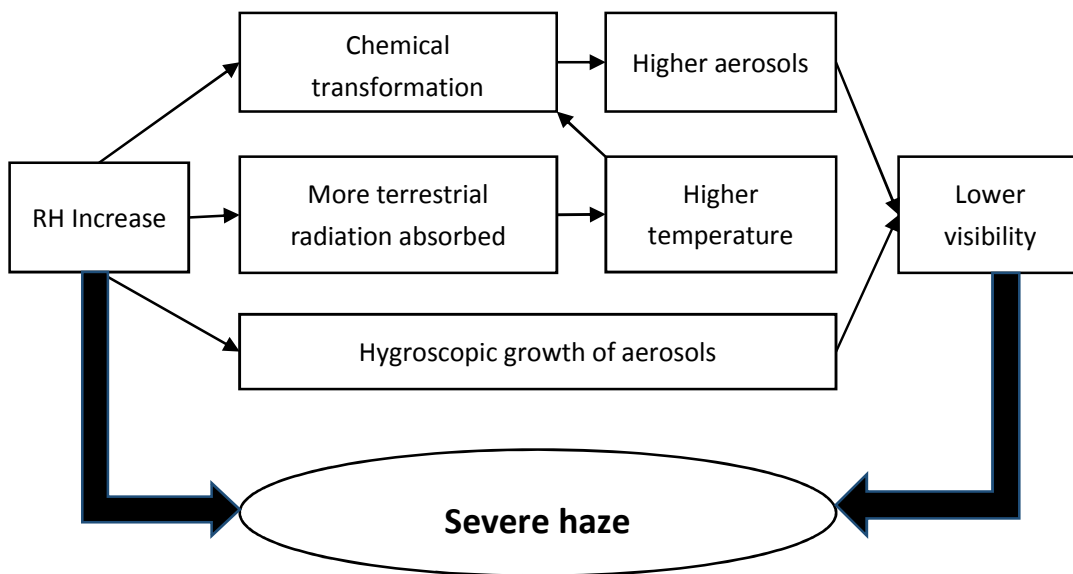 Chemical
transformation
Higher aerosols
RH Increase
More terrestrial
radiation absorbed
Higher
temperature
Lower
visibility
Hygroscopic growth of aerosols
Severe haze